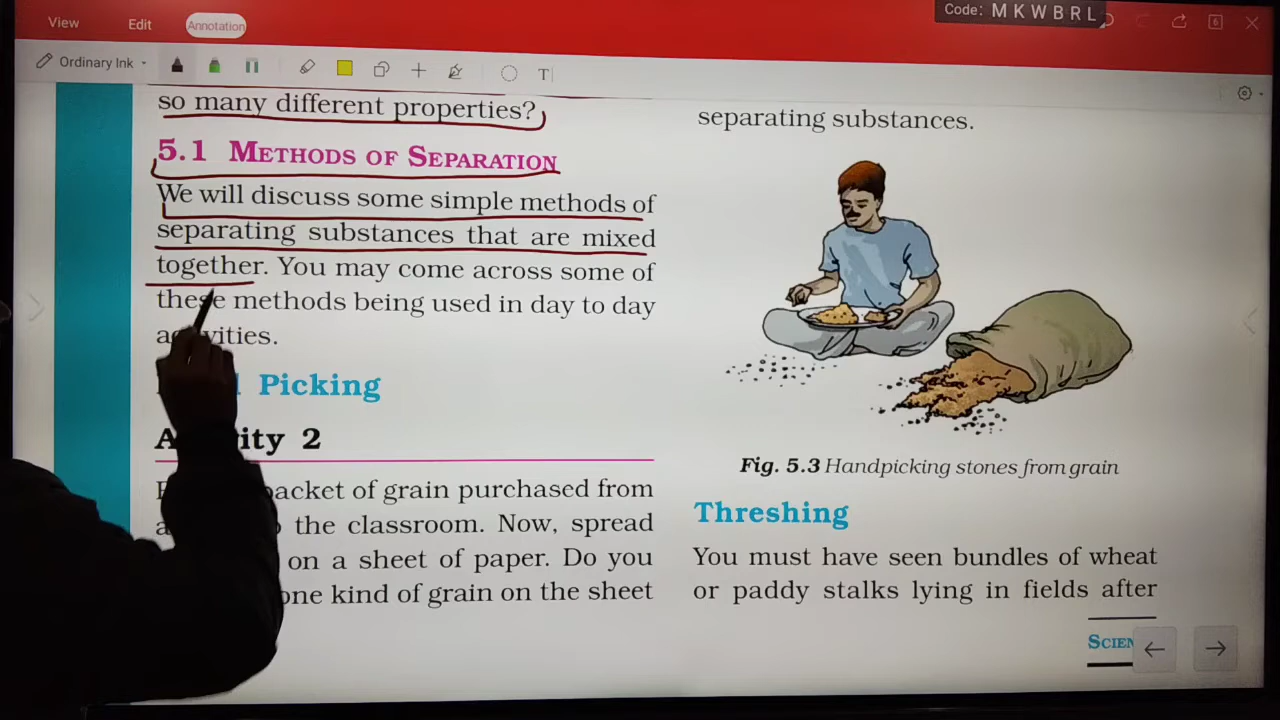 View Edit Annotation
Code: M K W B R L
6
Ordinary Ink
T
so many different properties?
5.1 METHODS OF SEPARATION
We will discuss some simple methods of
separating substances that are mixed
together. You may come across some of
these methods being used in day to day
activities.
Picking
Activity 2
packet of grain purchased from
the classroom. Now, spread
on a sheet of paper. Do you
one kind of grain on the sheet
separating substances.
Fig. 5.3 Handpicking stones from grain
Threshing
You must have seen bundles of wheat
or paddy stalks lying in fields after